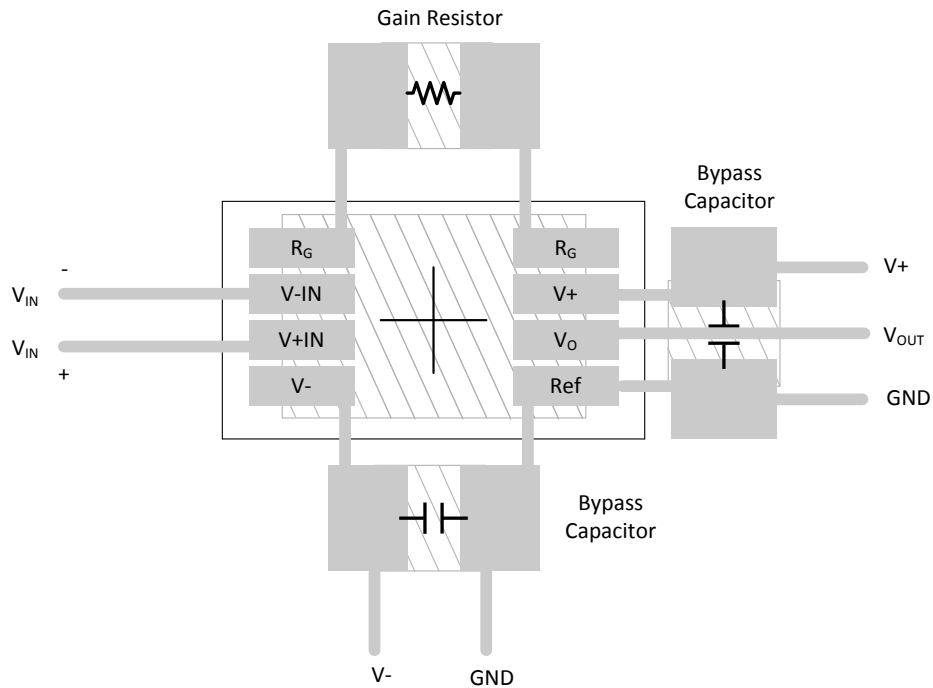 Gain Resistor
Bypass
Capacitor
RG
RG
-
V+
V-IN
V+
VIN
V+IN
VO
VOUT
VIN
+
V-
Ref
GND
Bypass
Capacitor
V-
GND